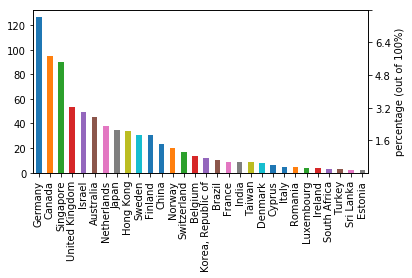 120
100
80
60
40
20
0
6.4
4.8
3.2
1.6
percentage (out of 100%)
Germany
Canada
Singapore
United Kingdom
Israel
Australia
Netherlands
Japan
Hong Kong
Sweden
Finland
China
Norway
Switzerland
Belgium
Korea, Republic of
Brazil
France
India
Taiwan
Denmark
Cyprus
Italy
Romania
Luxembourg
Ireland
South Africa
Turkey
Sri Lanka
Estonia